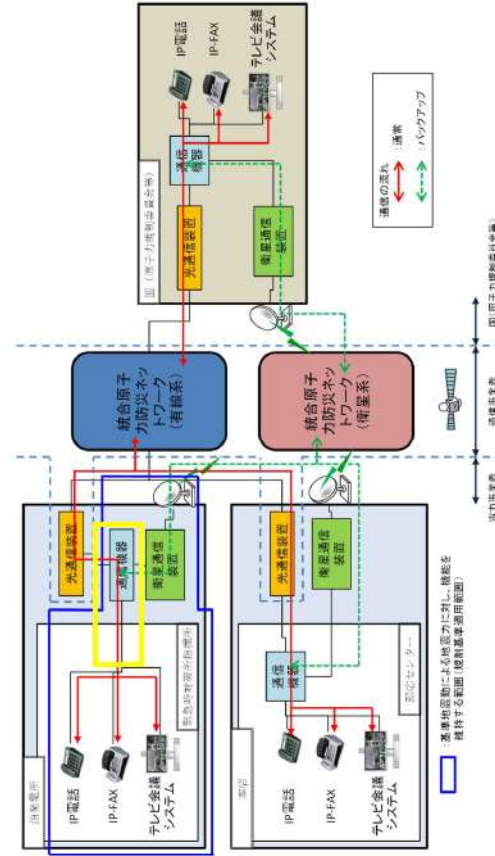 泊発電所
緊急時対策所指揮所
IP電話
IP-FAX
テレビ会議
システム
通信機器
光通信装置
衛星通信
装置
本店
即応センター
IP電話
IP-FAX
テレビ会議
システム
通信
機器
光通信装置
衛星通信
装置
統合原子
力防災ネッ
トワーク
(有線系)
統合原子
力防災ネッ
トワーク
(衛星系)
国(原子力規制委員会等)
光通信装置
衛星通信
装置
通信
機器
IP電話
IP-FAX
テレビ会議
システム
通信の流れ
:通常
:バックアップ
電力事業者
通信事業者
国(原子力規制委員会等)
:基準地震動による地震力に対し、機能を
維持する範囲(規制基準適用範囲)